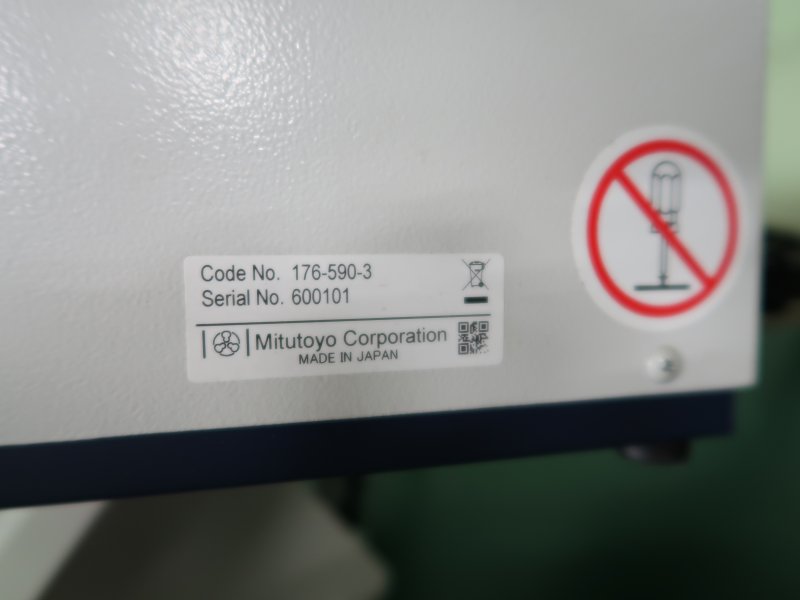 Code No. 176-590-3
Serial No. 600101
Mitutoyo Corporation
MADE IN JAPAN